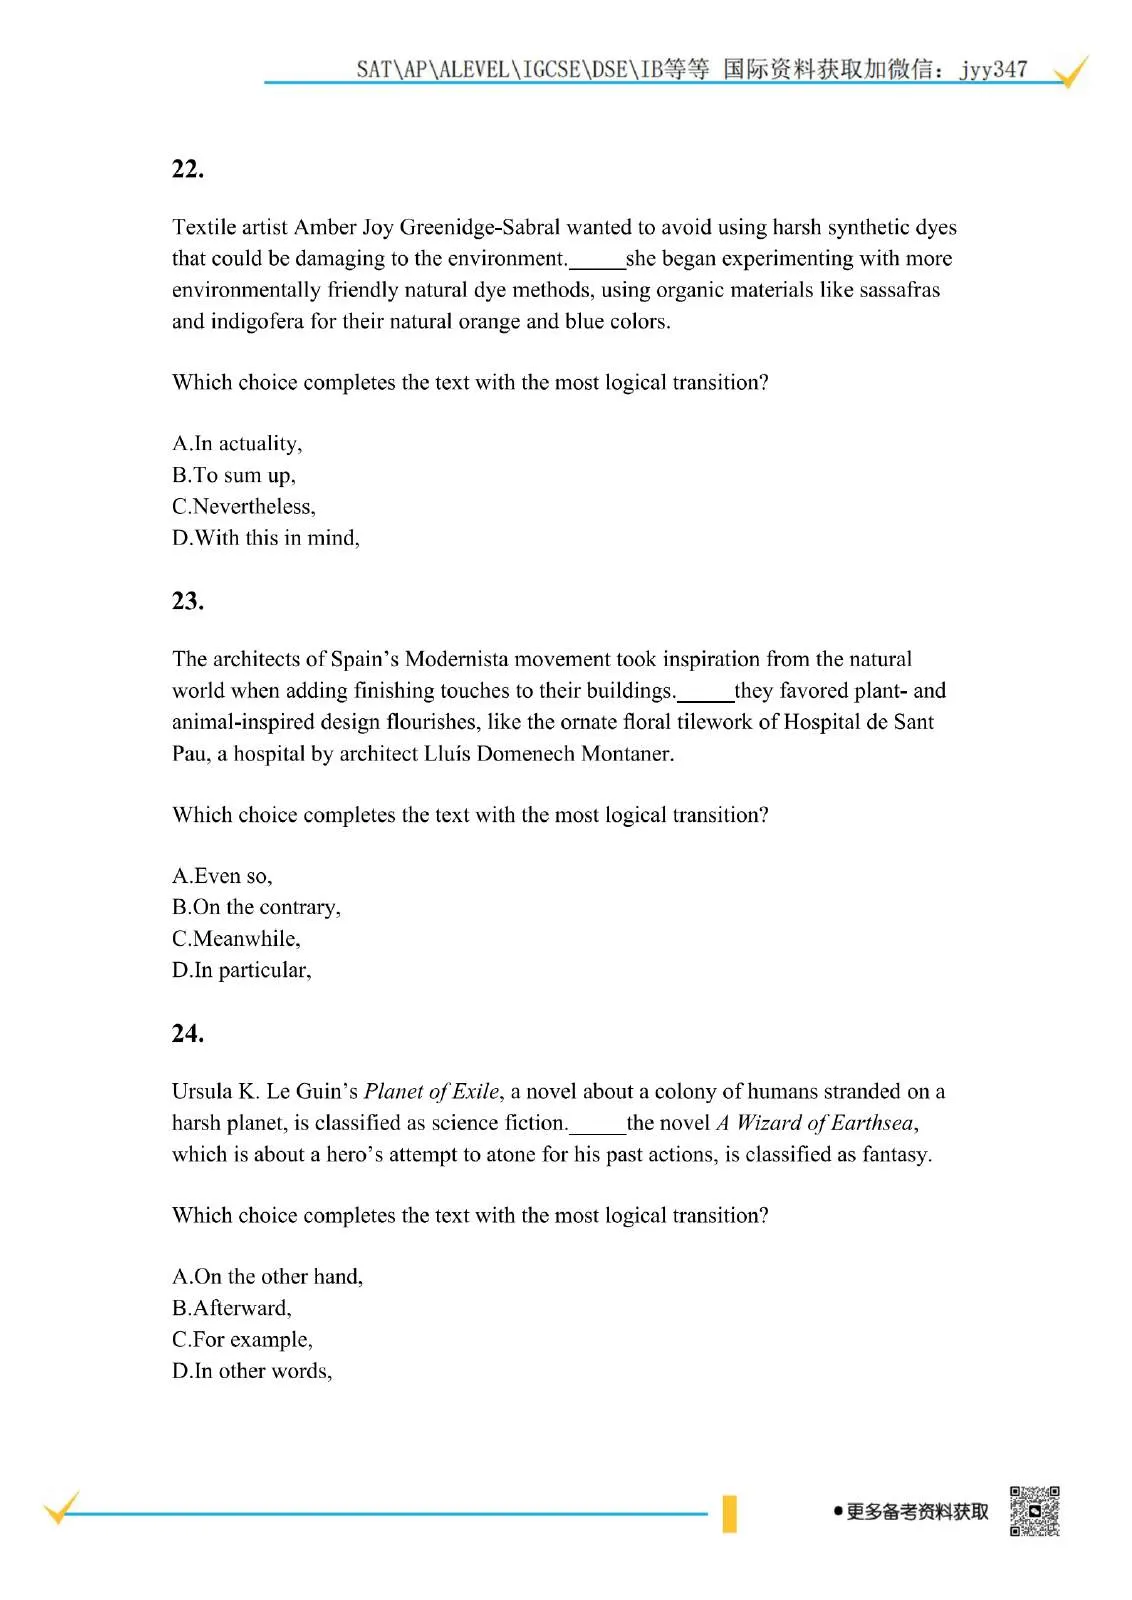 SAT\AP\ALEVEL\IGCSE\DSE\IB等等 国际资料获取加微信：jyy347
22.
Textile artist Amber Joy Greenidge-Sabral wanted to avoid using harsh synthetic dyes
that could be damaging to the environment._____she began experimenting with more
environmentally friendly natural dye methods, using organic materials like sassafras
and indigofera for their natural orange and blue colors.
Which choice completes the text with the most logical transition?
A.In actuality,
B.To sum up,
C.Nevertheless,
D.With this in mind,
23.
The architects of Spain’s Modernista movement took inspiration from the natural
world when adding finishing touches to their buildings._____they favored plant- and
animal-inspired design flourishes, like the ornate floral tilework of Hospital de Sant
Pau, a hospital by architect Lluís Domenech Montaner.
Which choice completes the text with the most logical transition?
A.Even so,
B.On the contrary,
C.Meanwhile,
D.In particular,
24.
Ursula K. Le Guin’s Planet of Exile, a novel about a colony of humans stranded on a
harsh planet, is classified as science fiction._____the novel A Wizard of Earthsea,
which is about a hero’s attempt to atone for his past actions, is classified as fantasy.
Which choice completes the text with the most logical transition?
A.On the other hand,
B.Afterward,
C.For example,
D.In other words,
•更多备考资料获取